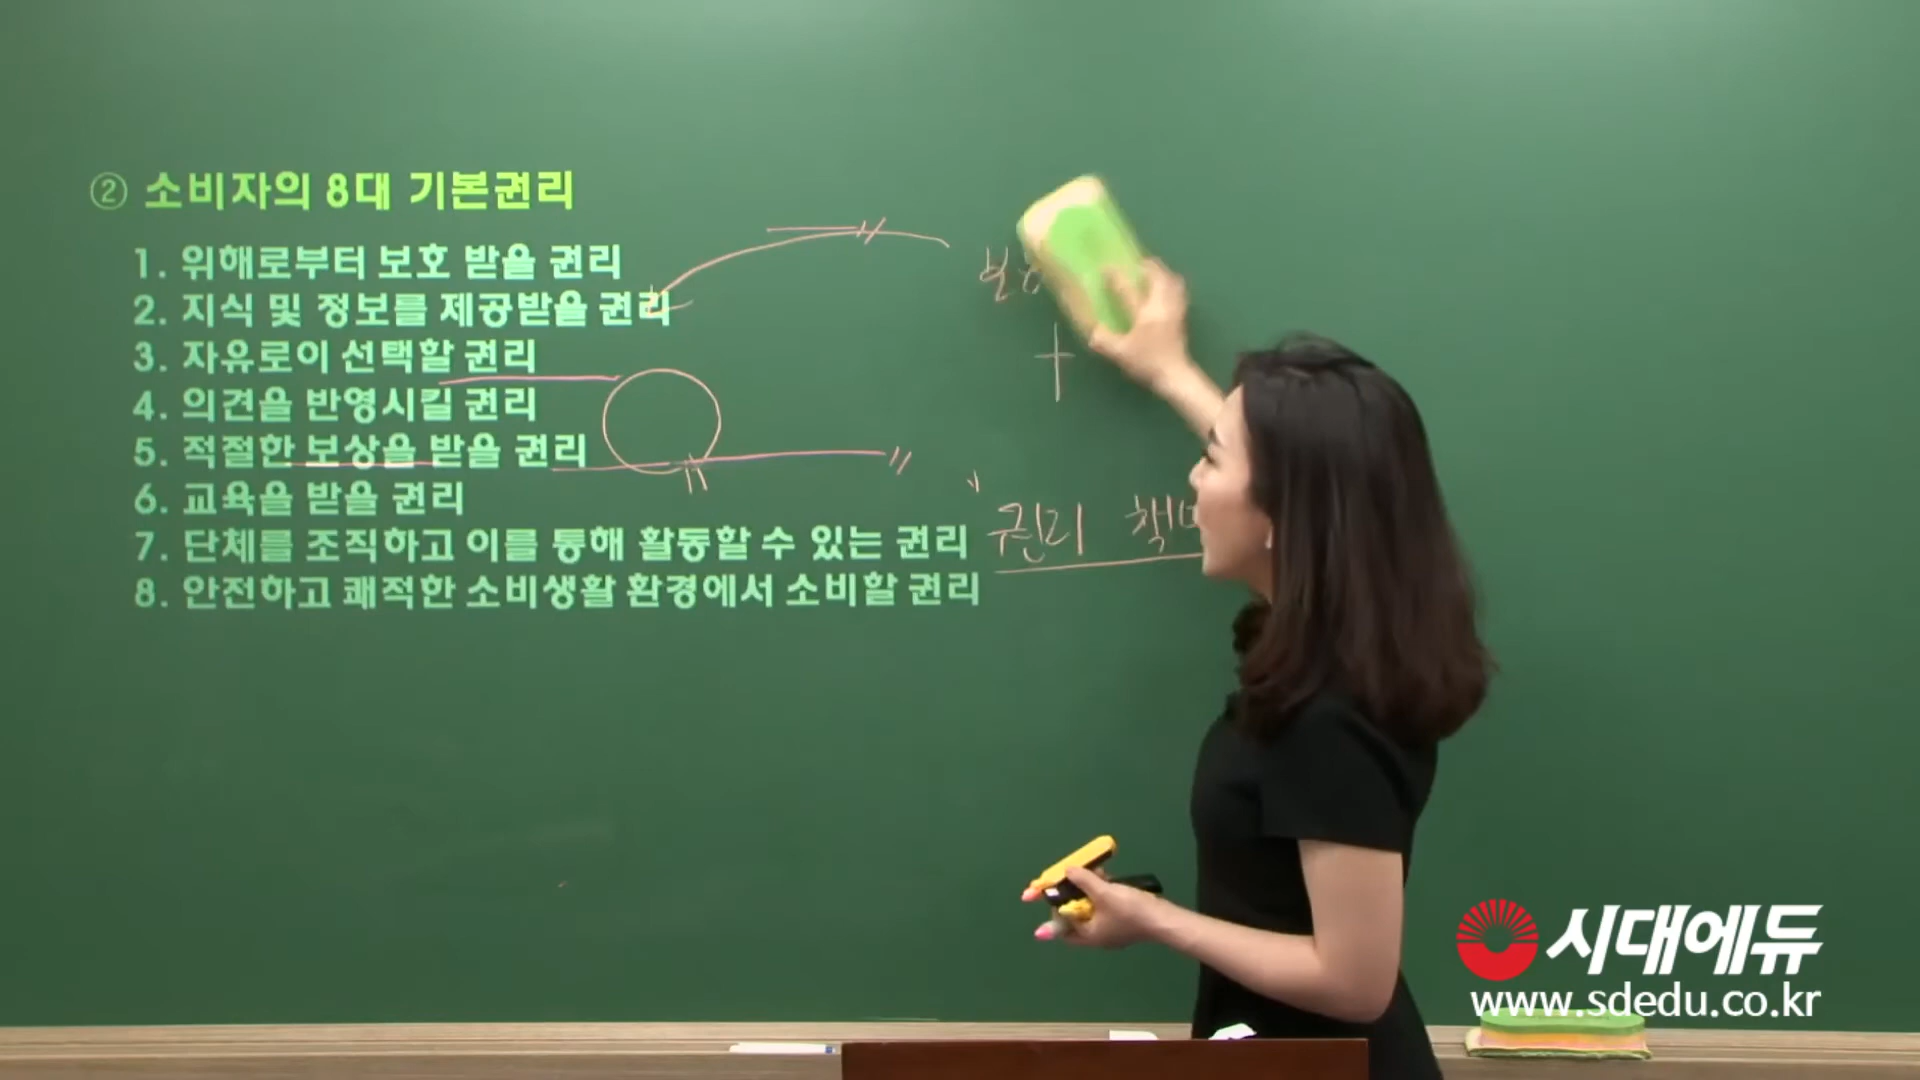 ② 소비자의 8대 기본권리
1. 위해로부터 보호 받을 권리
2. 지식 및 정보를 제공받을 권리
3. 자유로이 선택할 권리
4. 의견을 반영시킬 권리
5. 적절한 보상을 받을 권리
6. 교육을 받을 권리
7. 단체를 조직하고 이를 통해 활동할 수 있는 권리
8. 안전하고 쾌적한 소비생활 환경에서 소비할 권리
+
권리
시대에듀
www.sdedu.co.kr